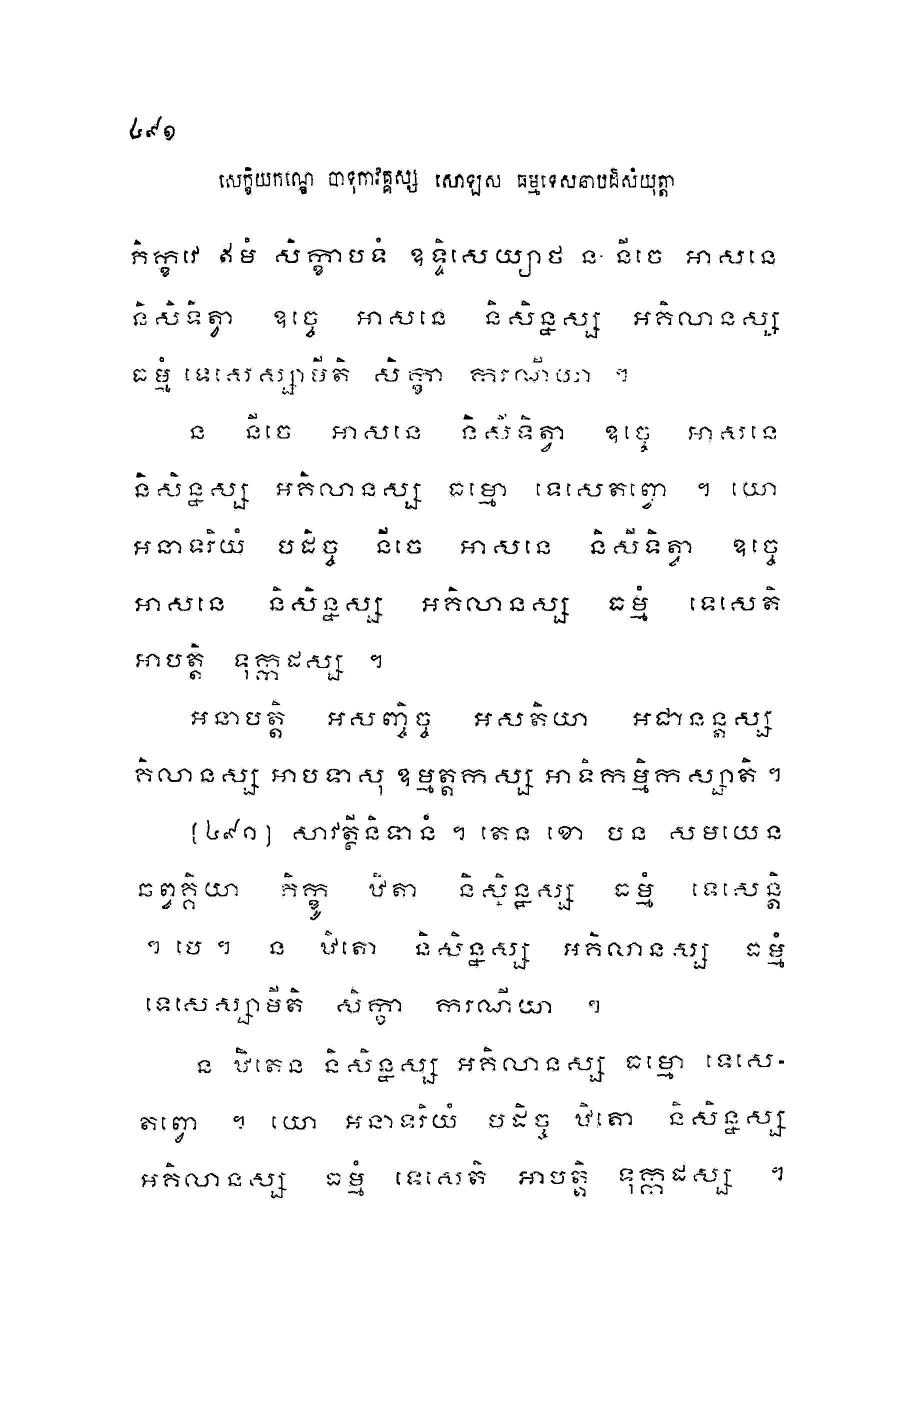 ៤៩១
សេក្ខិយកណ្ឌេ បាទុកាវគ្គស្ស សោឡស ធម្មទេសនាបដិសំយុត្តា
ភិក្ខវេ ឥមំ សិក្ខាបទំ ឧទ្ទិសេយ្យាថ ន នីចេ អាសនេ
និសីទិត្វា ឧច្ចេ អាសនេ និសិន្នស្ស អគិលានស្ស
ធម្មំ ទេសេស្សាមីតិ សិក្ខា ករណីយា ។
ន នីចេ អាសនេ និសីទិត្វា ឧច្ចេ អាសនេ
និសិន្នស្ស អគិលានស្ស ធម្មោ ទេសេតព្វោ ។ យោ
អនាទរិយំ បដិច្ច នីចេ អាសនេ និសីទិត្វា ឧច្ចេ
អាសនេ និសិន្នស្ស អគិលានស្ស ធម្មំ ទេសេតិ
អាបត្តិ ទុក្កដស្ស ។
អនាបត្តិ អសញ្ចិច្ច អសតិយា អជានន្តស្ស
គិលានស្ស អាបទាសុ ឧម្មត្តកស្ស អាទិកម្មិកស្សាតិ ។
[៤៩១] សាវត្ថីនិទានំ ។ តេន ខោ បន សមយេន
ឆព្វគ្គិយា ភិក្ខូ ឋិតា និសិន្នស្ស ធម្មំ ទេសេន្តិ
។ បេ ។ ន ឋិតោ និសិន្នស្ស អគិលានស្ស ធម្មំ
ទេសេស្សាមីតិ សិក្ខា ករណីយា ។
ន ឋិតេន និសិន្នស្ស អគិលានស្ស ធម្មោ ទេសេ-
តព្វោ ។ យោ អនាទរិយំ បដិច្ច ឋិតោ និសិន្នស្ស
អគិលានស្ស ធម្មំ ទេសេតិ អាបត្តិ ទុក្កដស្ស ។